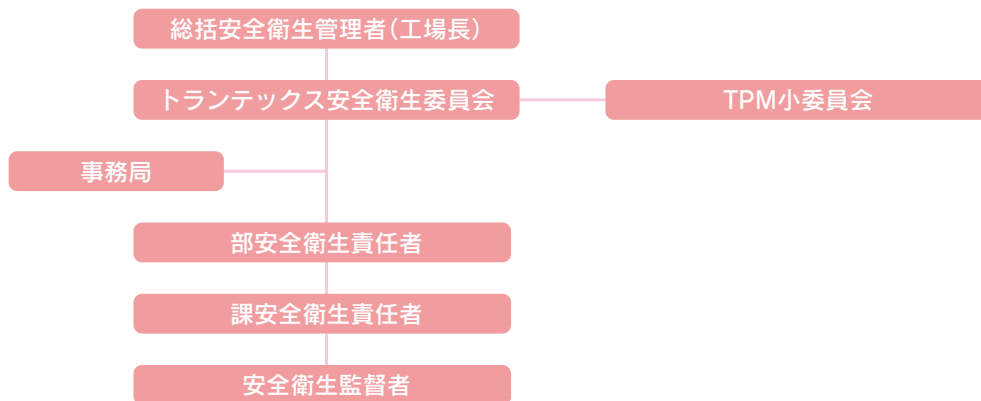 総括安全衛生管理者(工場長)
トランテックス安全衛生委員会
TPM小委員会
事務局
部安全衛生責任者
課安全衛生責任者
安全衛生監督者